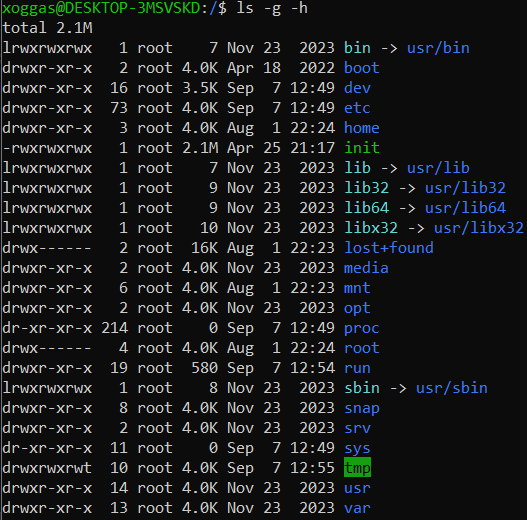 xoggas@DESKTOP-3MSVSKD:/$ ls -g -h
total 2.1M
lrwxrwxrwx   1 root    7 Nov 23  2023 bin -> usr/bin
drwxr-xr-x   2 root 4.0K Apr 18  2022 boot
drwxr-xr-x  16 root 3.5K Sep  7 12:49 dev
drwxr-xr-x  73 root 4.0K Sep  7 12:49 etc
drwxr-xr-x   3 root 4.0K Aug  1 22:24 home
-rwxrwxrwx   1 root 2.1M Apr 25 21:17 init
lrwxrwxrwx   1 root    7 Nov 23  2023 lib -> usr/lib
lrwxrwxrwx   1 root    9 Nov 23  2023 lib32 -> usr/lib32
lrwxrwxrwx   1 root    9 Nov 23  2023 lib64 -> usr/lib64
lrwxrwxrwx   1 root   10 Nov 23  2023 libx32 -> usr/libx32
drwx------   2 root  16K Aug  1 22:23 lost+found
drwxr-xr-x   2 root 4.0K Nov 23  2023 media
drwxr-xr-x   6 root 4.0K Aug  1 22:23 mnt
drwxr-xr-x   2 root 4.0K Nov 23  2023 opt
dr-xr-xr-x 214 root    0 Sep  7 12:49 proc
drwx------   4 root 4.0K Aug  1 22:24 root
drwxr-xr-x  19 root  580 Sep  7 12:54 run
lrwxrwxrwx   1 root    8 Nov 23  2023 sbin -> usr/sbin
drwxr-xr-x   8 root 4.0K Nov 23  2023 snap
drwxr-xr-x   2 root 4.0K Nov 23  2023 srv
dr-xr-xr-x  11 root    0 Sep  7 12:49 sys
drwxrwxrwt  10 root 4.0K Sep  7 12:55 tmp
drwxr-xr-x  14 root 4.0K Nov 23  2023 usr
drwxr-xr-x  13 root 4.0K Nov 23  2023 var